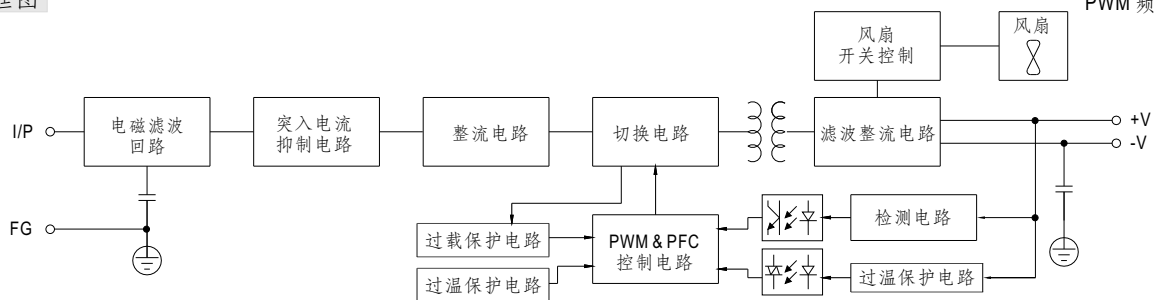 框图
PWM 频
I/P
电磁滤波
回路
突入电流
抑制电路
整流电路
切换电路
滤波整流电路
风扇
开关控制
风扇
+V
-V
FG
过载保护电路
过温保护电路
PWM & PFC
控制电路
检测电路
过温保护电路